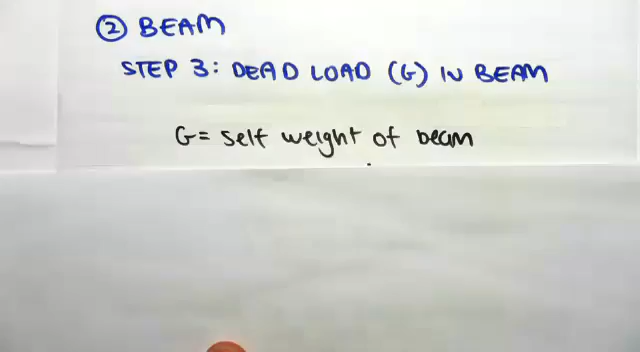 ② BEAM
STEP 3: DEAD LOAD (G) IN BEAM
G = self weight of beam